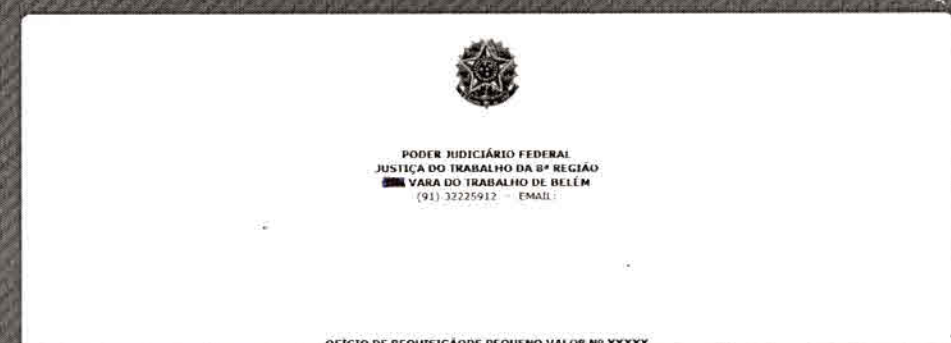 PODER JUDICIÁRIO FEDERAL
JUSTIÇA DO TRABALHO DA 8ª REGIÃO
VARA DO TRABALHO DE BELÉM
(91) 32225912 - EMAIL:
OFÍCIO DE REQUISIÇÃODE PEQUENO VALOR Nº XXXXX